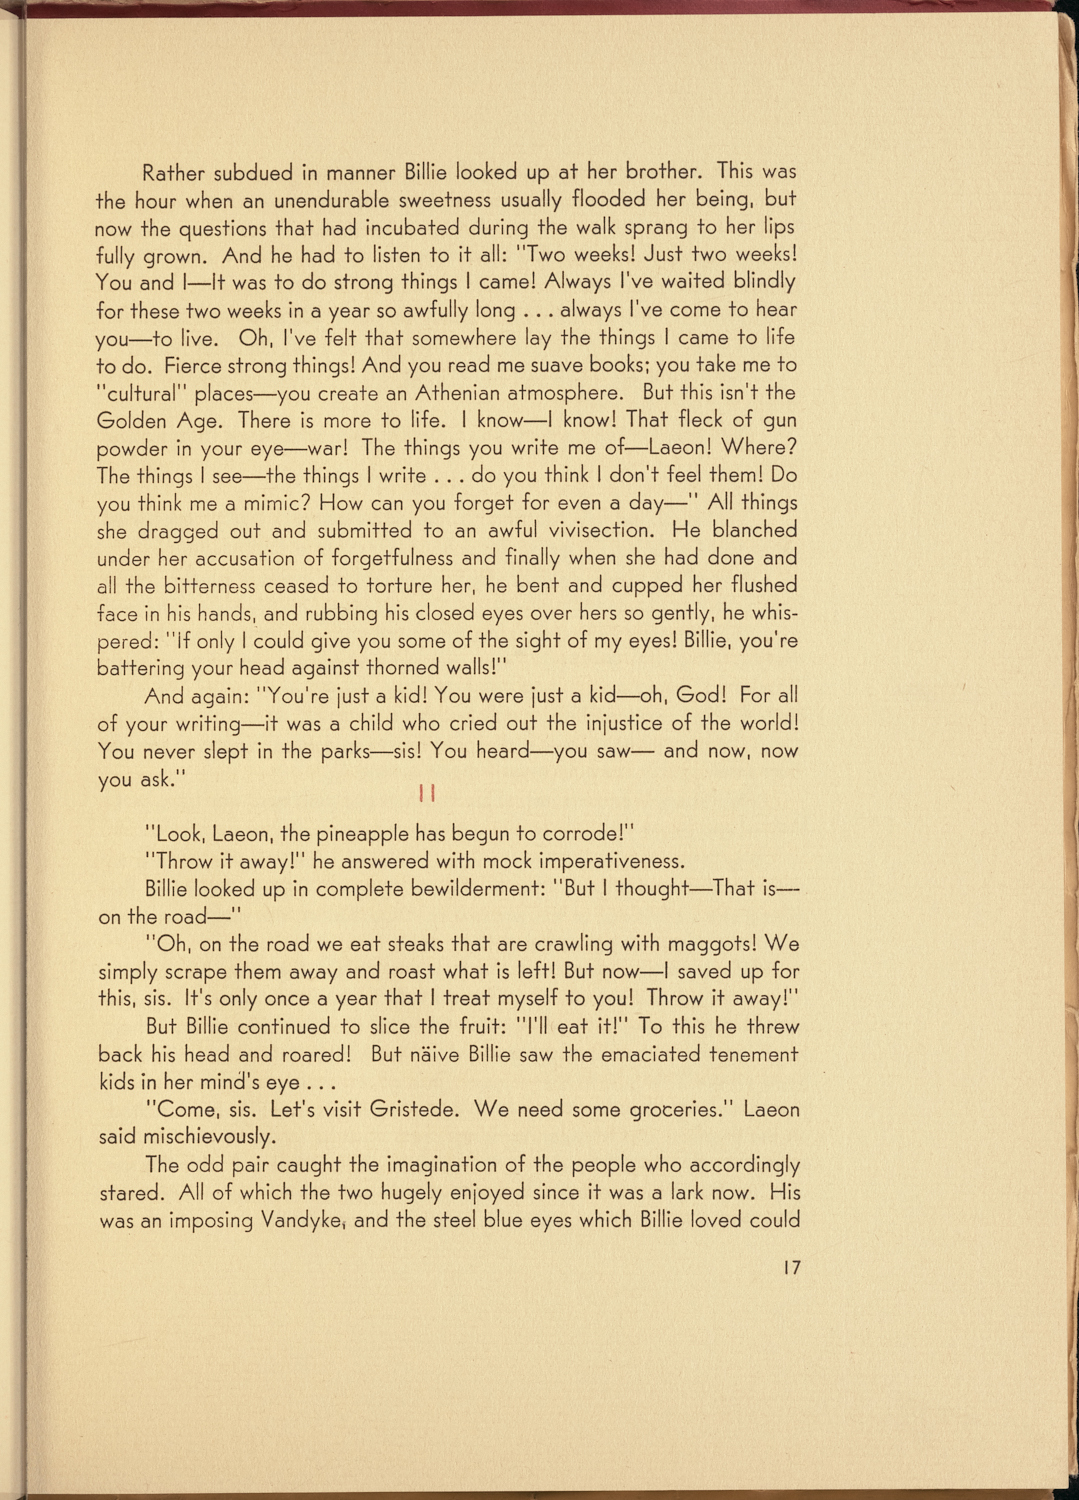 Rather subdued in manner Billie looked up at her brother. This was
the hour when an unendurable sweetness usually flooded her being, but
now the questions that had incubated during the walk sprang to her lips
fully grown. And he had to listen to it all: "Two weeks! Just two weeks!
You and I—It was to do strong things I came! Always I've waited blindly
for these two weeks in a year so awfully long . . . always I've come to hear
you—to live. Oh, I've felt that somewhere lay the things I came to life
to do. Fierce strong things! And you read me suave books; you take me to
"cultural" places—you create an Athenian atmosphere. But this isn't the
Golden Age. There is more to life. I know—I know! That fleck of gun
powder in your eye—war! The things you write me of—Laeon! Where?
The things I see—the things I write . . . do you think I don't feel them! Do
you think me a mimic? How can you forget for even a day—" All things
she dragged out and submitted to an awful vivisection. He blanched
under her accusation of forgetfulness and finally when she had done and
all the bitterness ceased to torture her, he bent and cupped her flushed
face in his hands, and rubbing his closed eyes over hers so gently, he whis-
pered: "if only I could give you some of the sight of my eyes! Billie, you're
battering your head against thorned walls!"
And again: "You're just a kid! You were just a kid—oh, God! For all
of your writing—it was a child who cried out the injustice of the world!
You never slept in the parks—sis! You heard—you saw— and now, now
you ask."
II
"Look, Laeon, the pineapple has begun to corrode!"
"Throw it away!" he answered with mock imperativeness.
Billie looked up in complete bewilderment: "But I thought—That is—
on the road—"
"Oh, on the road we eat steaks that are crawling with maggots! We
simply scrape them away and roast what is left! But now—I saved up for
this, sis. It's only once a year that I treat myself to you! Throw it away!"
But Billie continued to slice the fruit: "I'll eat it!" To this he threw
back his head and roared! But näive Billie saw the emaciated tenement
kids in her mind's eye . . .
"Come, sis. Let's visit Gristede. We need some groceries." Laeon
said mischievously.
The odd pair caught the imagination of the people who accordingly
stared. All of which the two hugely enjoyed since it was a lark now. His
was an imposing Vandyke, and the steel blue eyes which Billie loved could
17